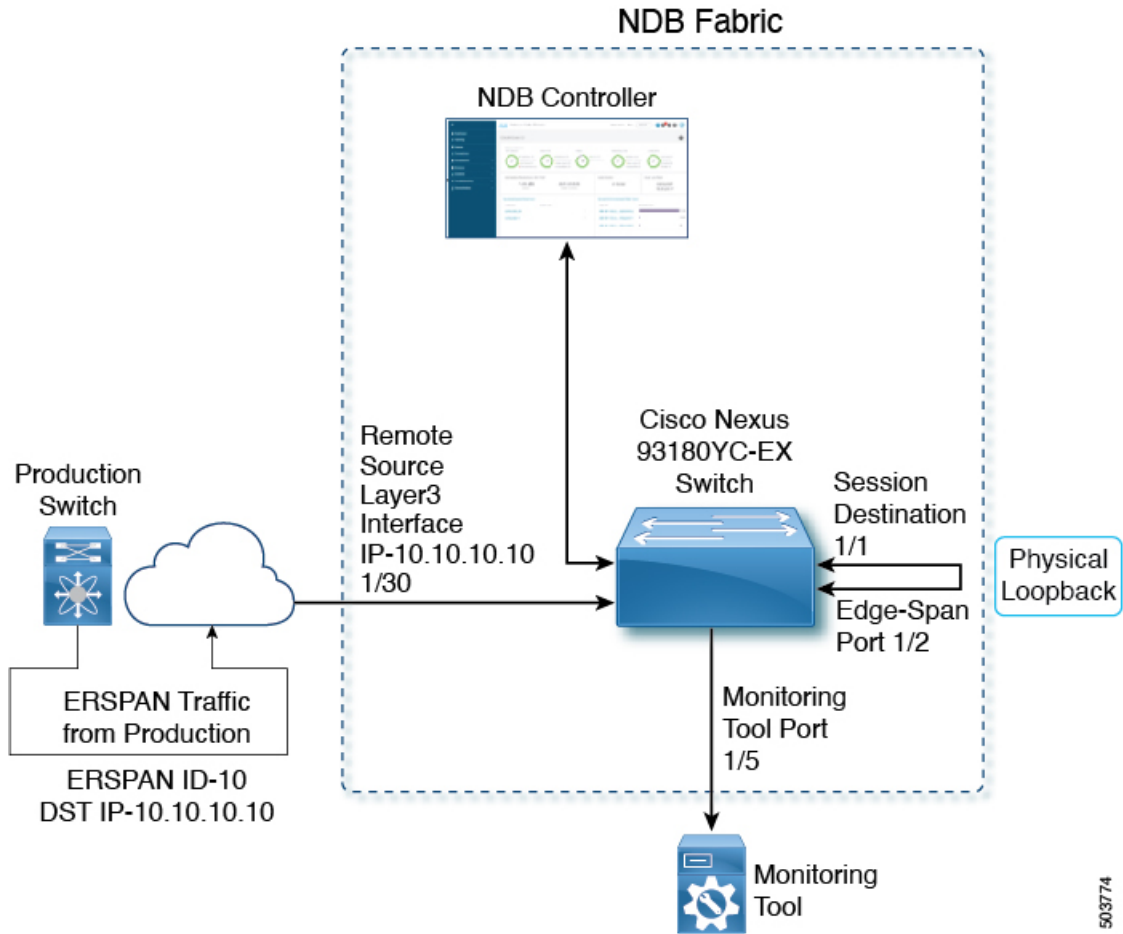 NDB Fabric
NDB Controller
Remote
Source
Layer3
Interface
IP-10.10.10.10
1/30
Cisco Nexus
93180YC-EX
Switch
Session
Destination
1/1
Physical
Loopback
Edge-Span
Port 1/2
Production
Switch
ERSPAN Traffic
from Production
ERSPAN ID-10
DST IP-10.10.10.10
Monitoring
Tool Port
1/5
Monitoring
Tool
503774